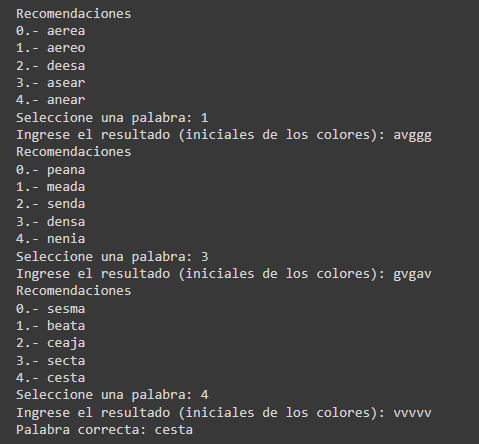 Recomendaciones
0.- aerea
1.- aereo
2.- deesa
3.- asear
4.- anear
Seleccione una palabra: 1
Ingrese el resultado (iniciales de los colores): avggg
Recomendaciones
0.- peana
1.- meada
2.- senda
3.- densa
4.- nenia
Seleccione una palabra: 3
Ingrese el resultado (iniciales de los colores): gvgav
Recomendaciones
0.- sesma
1.- beata
2.- ceaja
3.- secta
4.- cesta
Seleccione una palabra: 4
Ingrese el resultado (iniciales de los colores): vvvvv
Palabra correcta: cesta